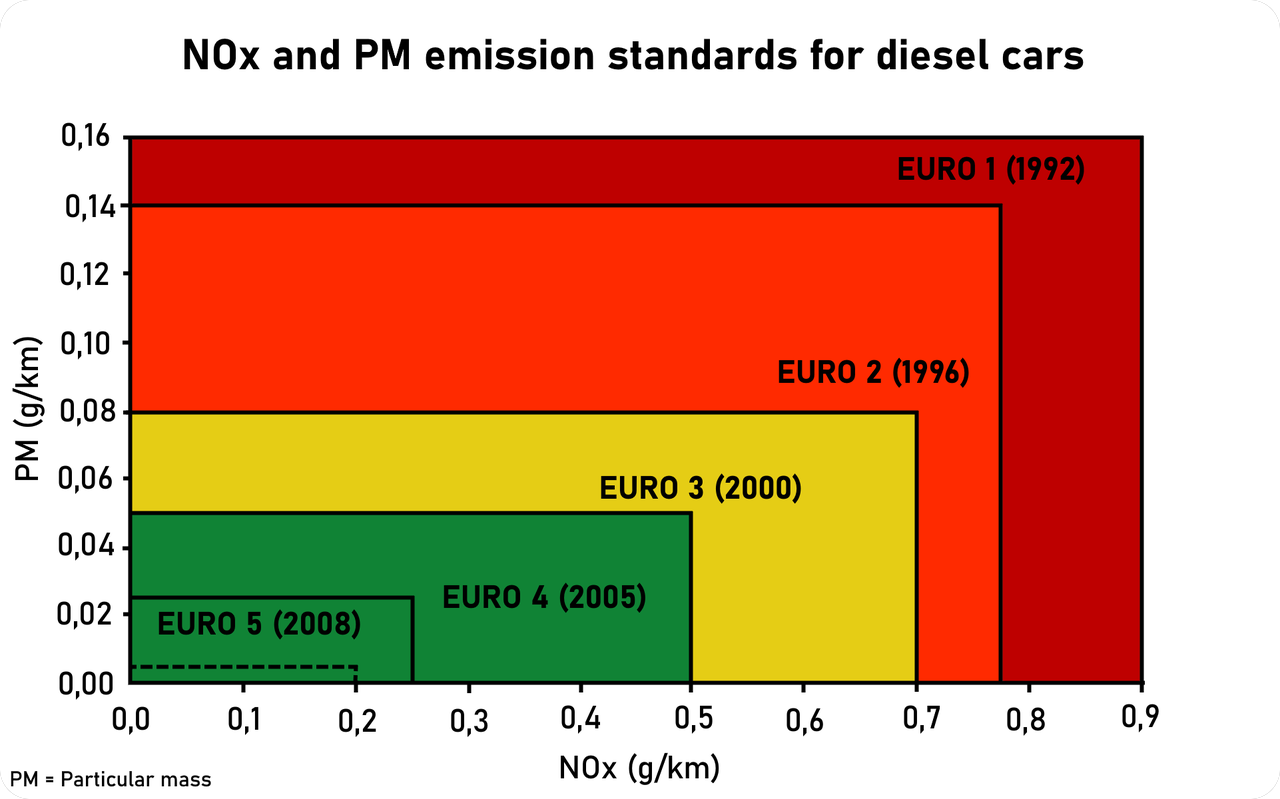 NOx and PM emission standards for diesel cars
0,16
EURO 1 (1992)
0,14
0,12
0,10
EURO 2 (1996)
0,08
0,06
EURO 3 (2000)
0,04
EURO 4 (2005)
0,02
EURO 5 (2008)
0,00
PM (g/km)
0,0 0,1 0,2 0,3 0,4 0,5 0,6 0,7 0,8 0,9
NOx (g/km)
PM = Particular mass